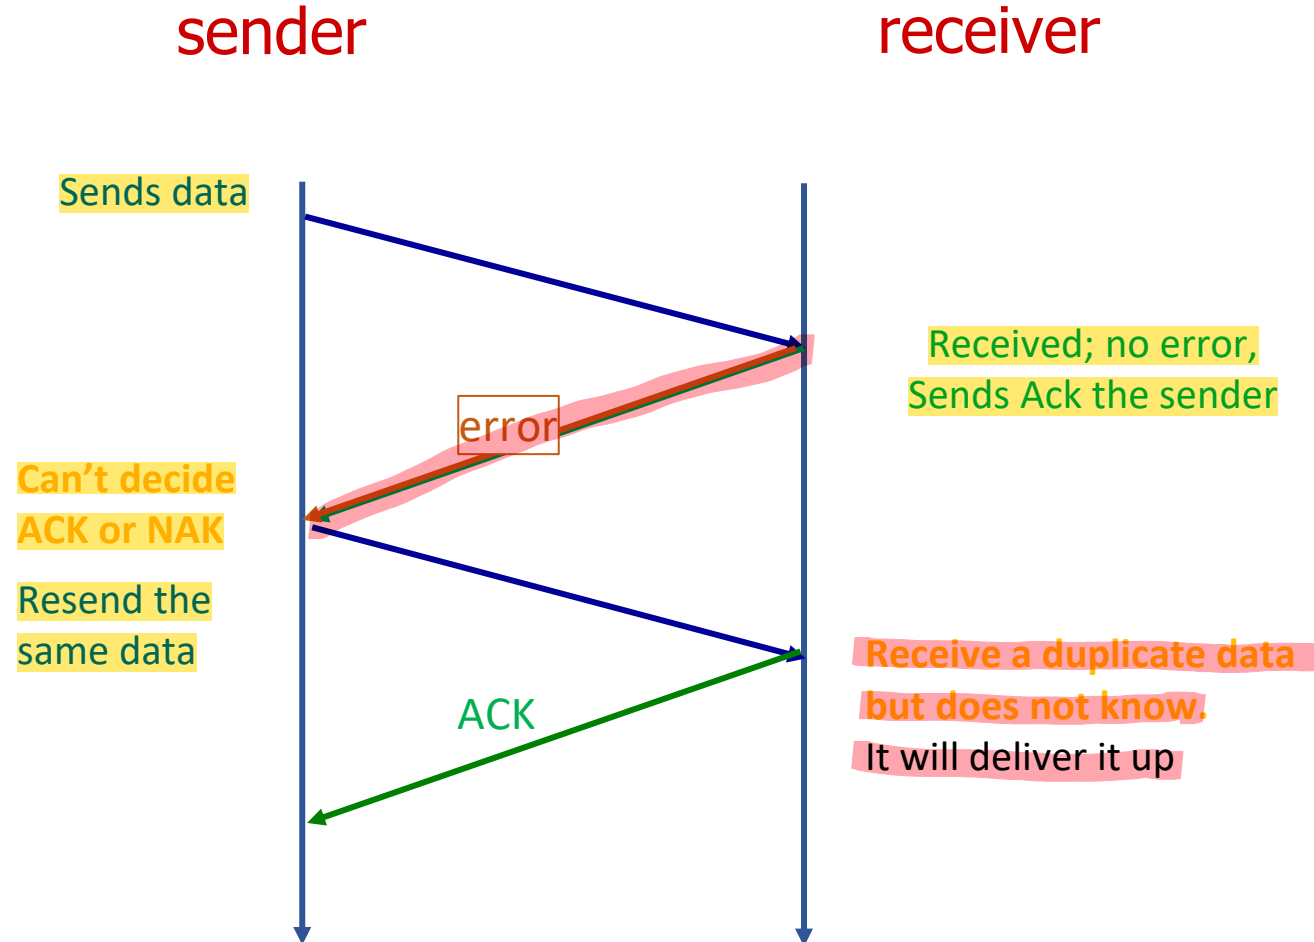 sender
receiver
Sends data
Received; no error,
Sends Ack the sender
error
Can’t decide
ACK or NAK
Resend the
same data
Receive a duplicate data
but does not know.
It will deliver it up
ACK